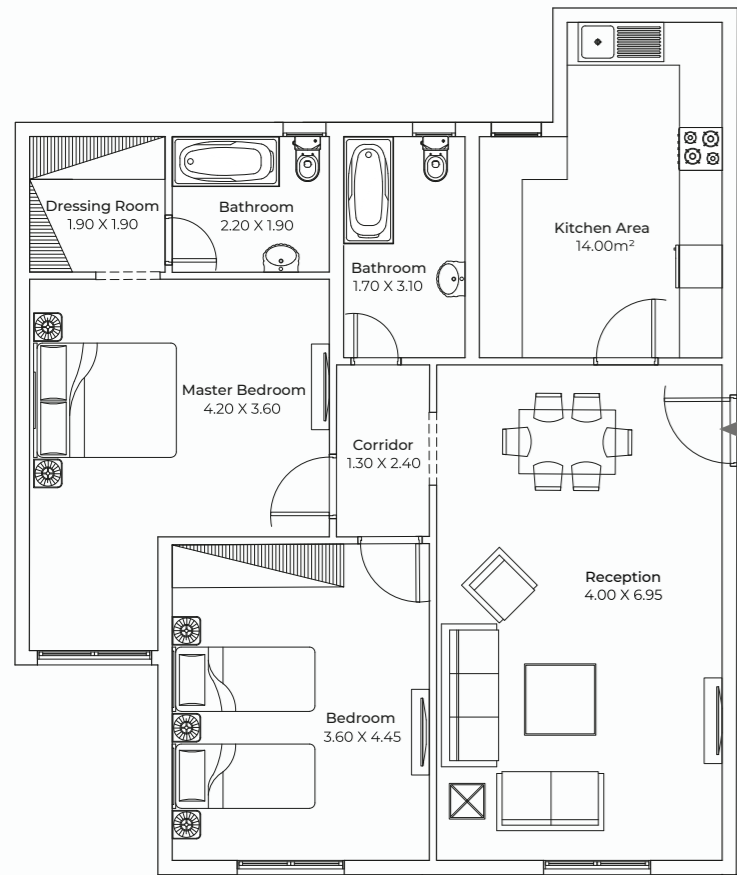 Dressing Room
1.90 X 1.90
Bathroom
2.20 X 1.90
Bathroom
1.70 X 3.10
Kitchen Area
14.00m²
Master Bedroom
4.20 X 3.60
Corridor
1.30 X 2.40
Reception
4.00 X 6.95
Bedroom
3.60 X 4.45